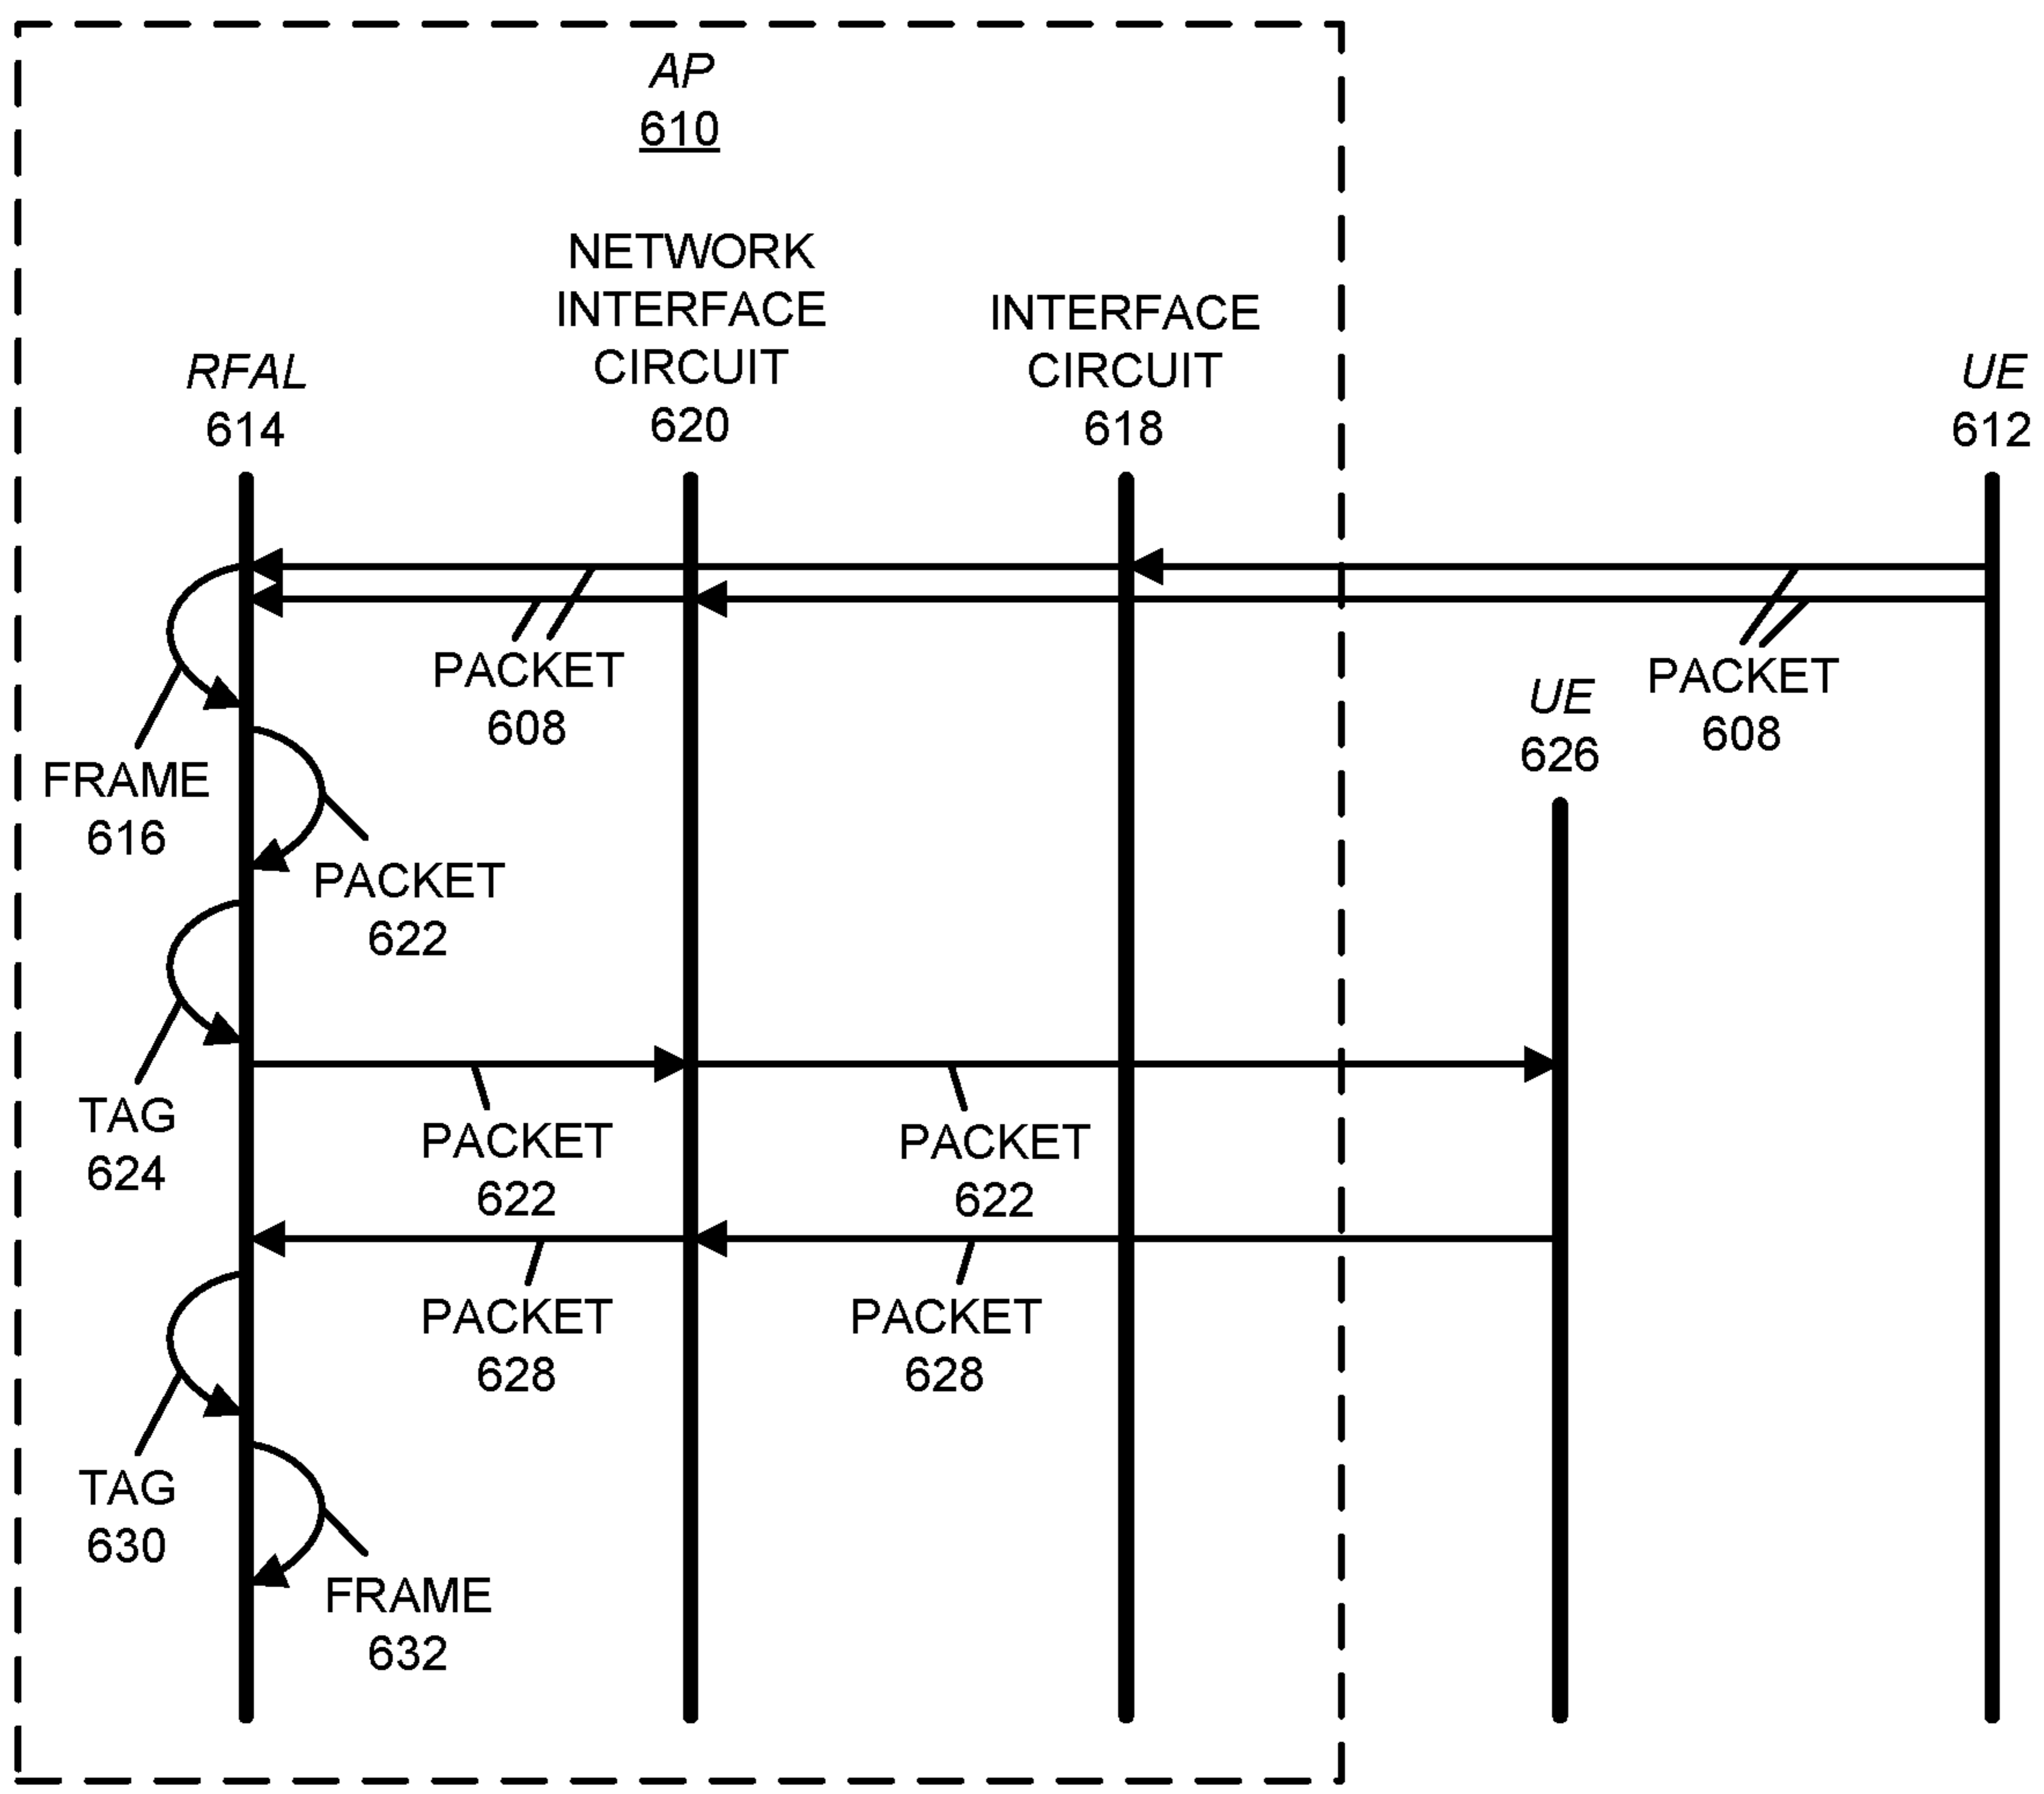 AP
610
NETWORK
INTERFACE
CIRCUIT
620
INTERFACE
CIRCUIT
618
RFAL
614
UE
612
PACKET
608
PACKET
608
UE
626
FRAME
616
PACKET
622
TAG
624
PACKET
622
PACKET
622
PACKET
628
PACKET
628
TAG
630
FRAME
632